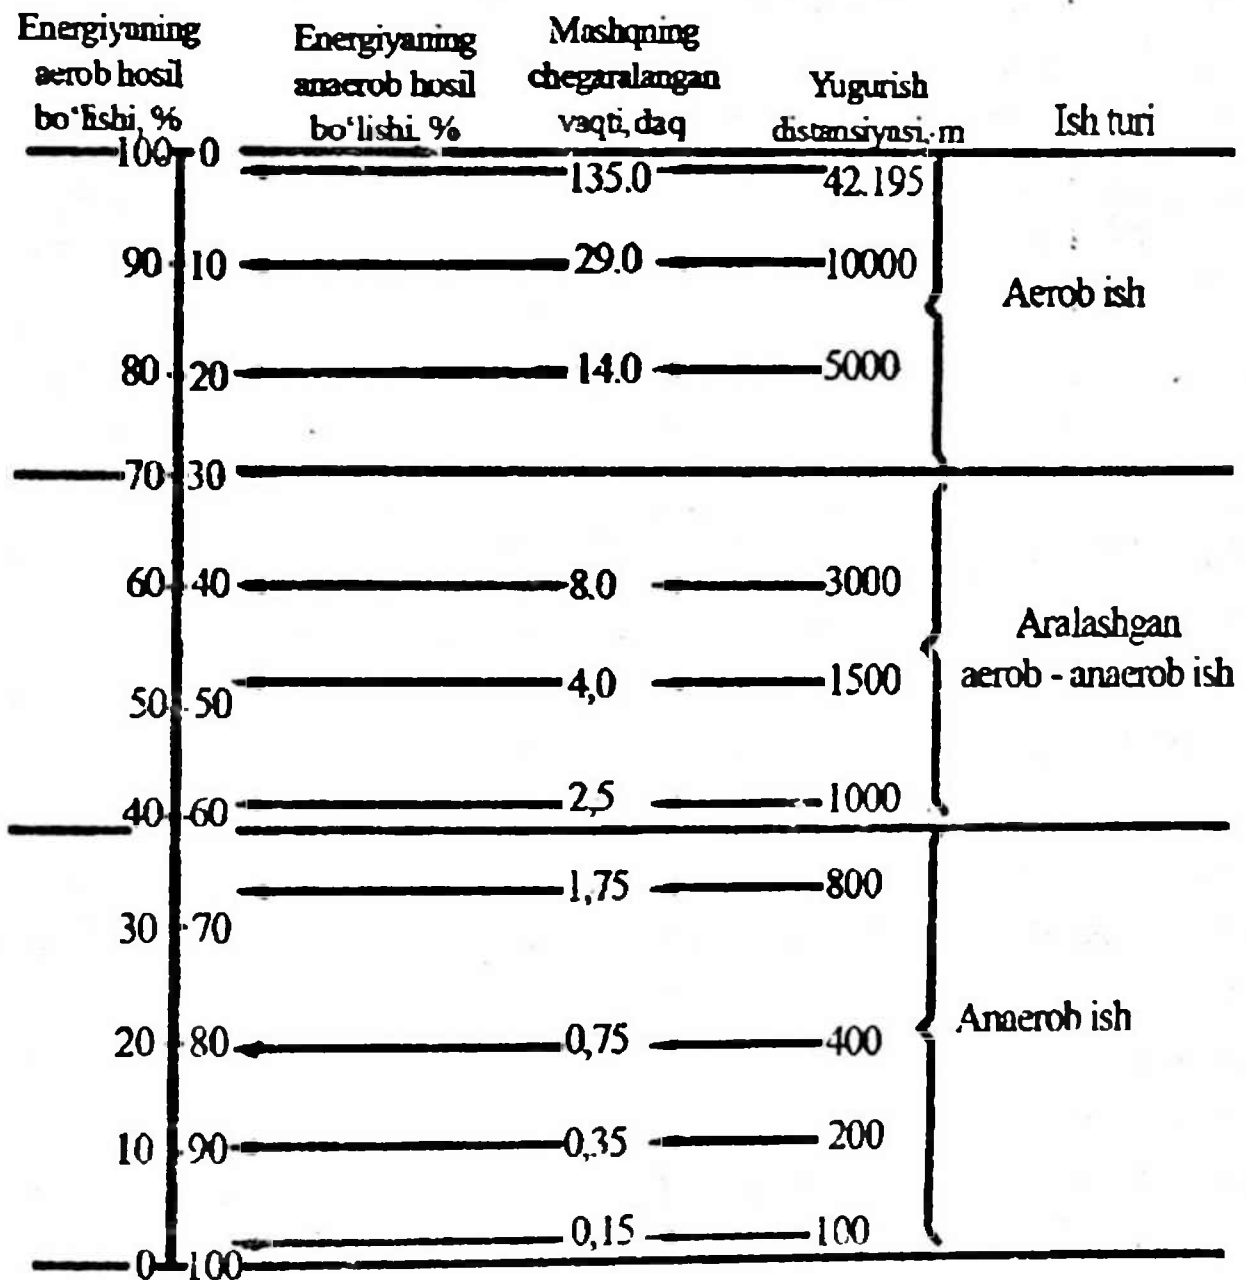 Energiyaning
aerob hosil
bo‘lishi, %
Energiyaning
anaerob hosil
bo‘lishi, %
Mashqning
chegaralangan
vaqti, daq
Yugurish
distansiyasi, m
Ish turi
100 0
135.0 42.195
90 10 29.0 10000
Aerob ish
80 20 14.0 5000
70 30
60 40 8.0 3000
Aralashgan
aerob - anaerob ish
4,0 1500
50 50
2,5 1000
40 60
1,75 800
30 70
Anaerob ish
20 80 0,75 400
10 90 0,35 200
0,15 100
0 100